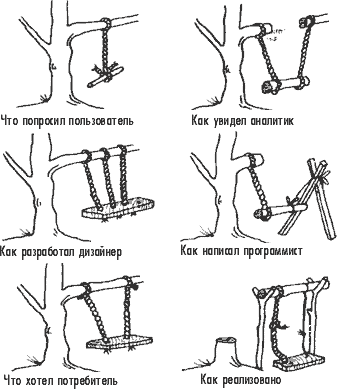 Что попросил пользователь
Как увидел аналитик
Как разработал дизайнер
Как написал программист
Что хотел потребитель
Как реализовано